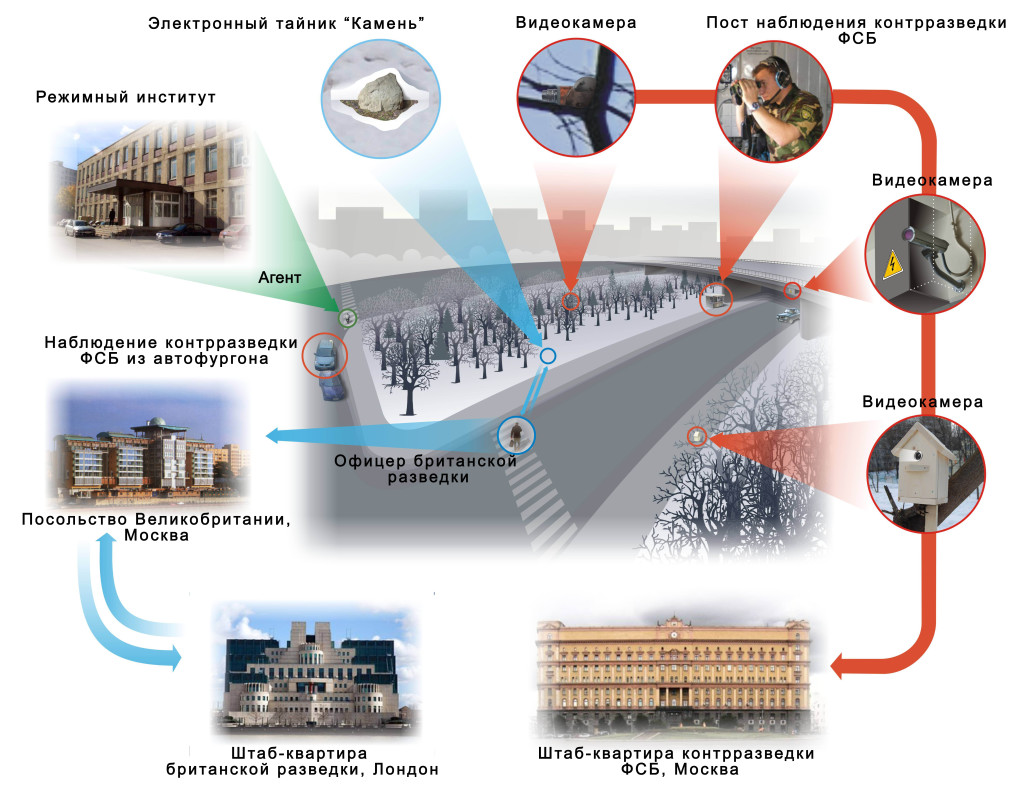 Электронный тайник “Камень”
Видеокамера
Пост наблюдения контрразведки
ФСБ
Режимный институт
Видеокамера
Агент
Наблюдение контрразведки
ФСБ из автофургона
Видеокамера
Офицер британской
разведки
Посольство Великобритании,
Москва
Штаб-квартира
британской разведки, Лондон
Штаб-квартира контрразведки
ФСБ, Москва